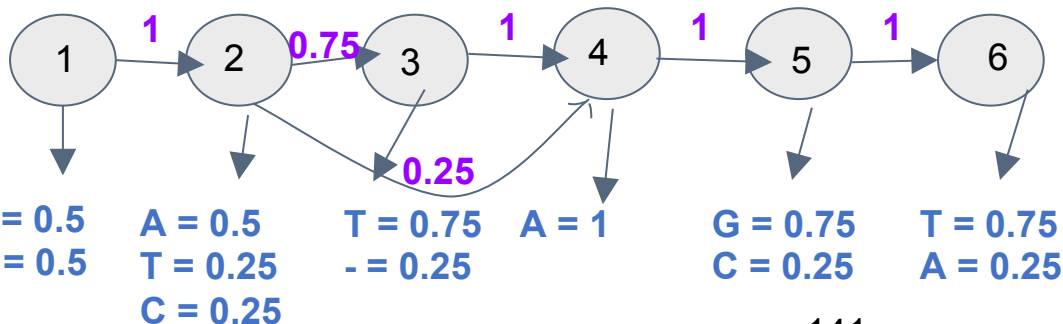 1 1 2 0.75 3 1 4 1 5 1 6
0.25
= 0.5 A = 0.5 T = 0.75 A = 1 G = 0.75 T = 0.75
= 0.5 T = 0.25 - = 0.25 C = 0.25 A = 0.25
C = 0.25